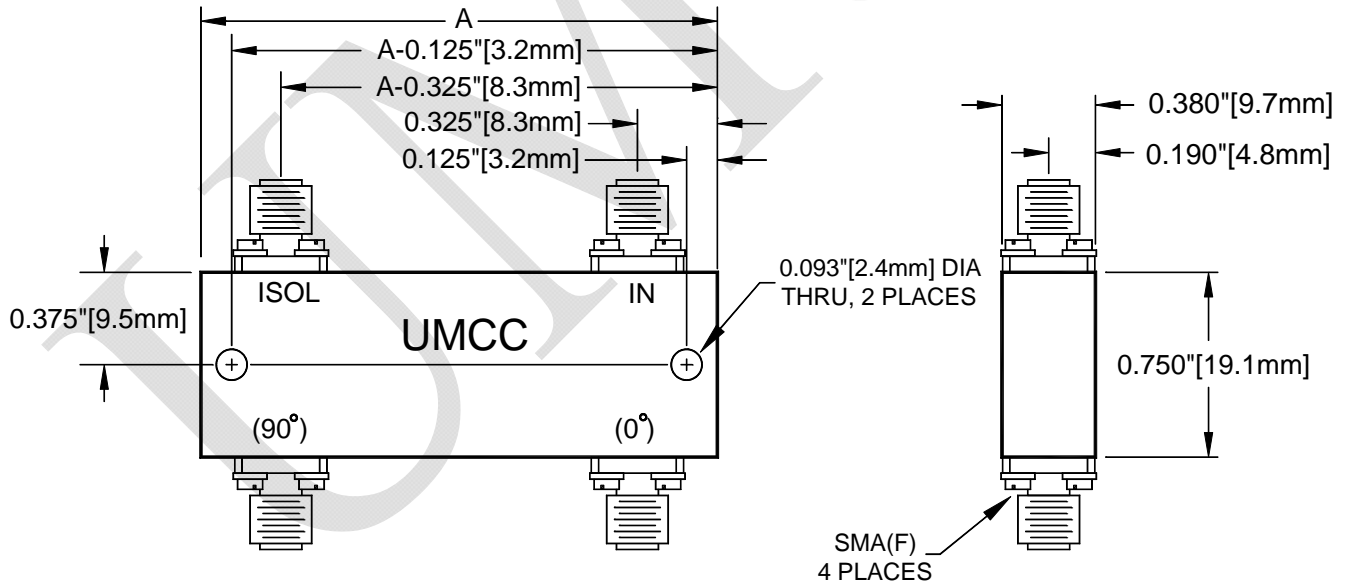 A
A-0.125"[3.2mm]
A-0.325"[8.3mm]
0.325"[8.3mm]
0.125"[3.2mm]
0.380"[9.7mm]
0.190"[4.8mm]
ISOL
IN
UMCC
0.375"[9.5mm]
0.093"[2.4mm] DIA
THRU, 2 PLACES
0.750"[19.1mm]
(90°)
(0°)
SMA(F)
4 PLACES